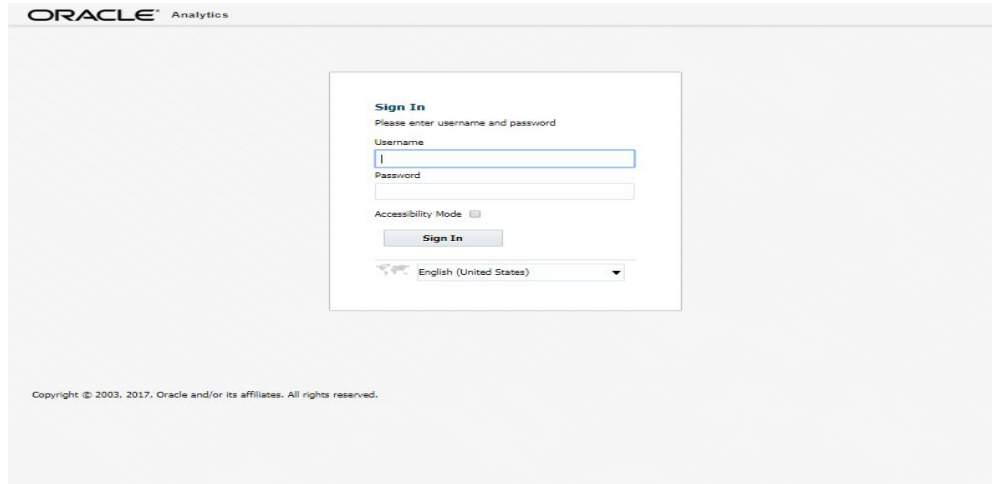 ORACLE® Analytics
Sign In
Please enter username and password
Username
Password
Accessibility Mode
Sign In
English (United States)
Copyright © 2003, 2017, Oracle and/or its affiliates. All rights reserved.